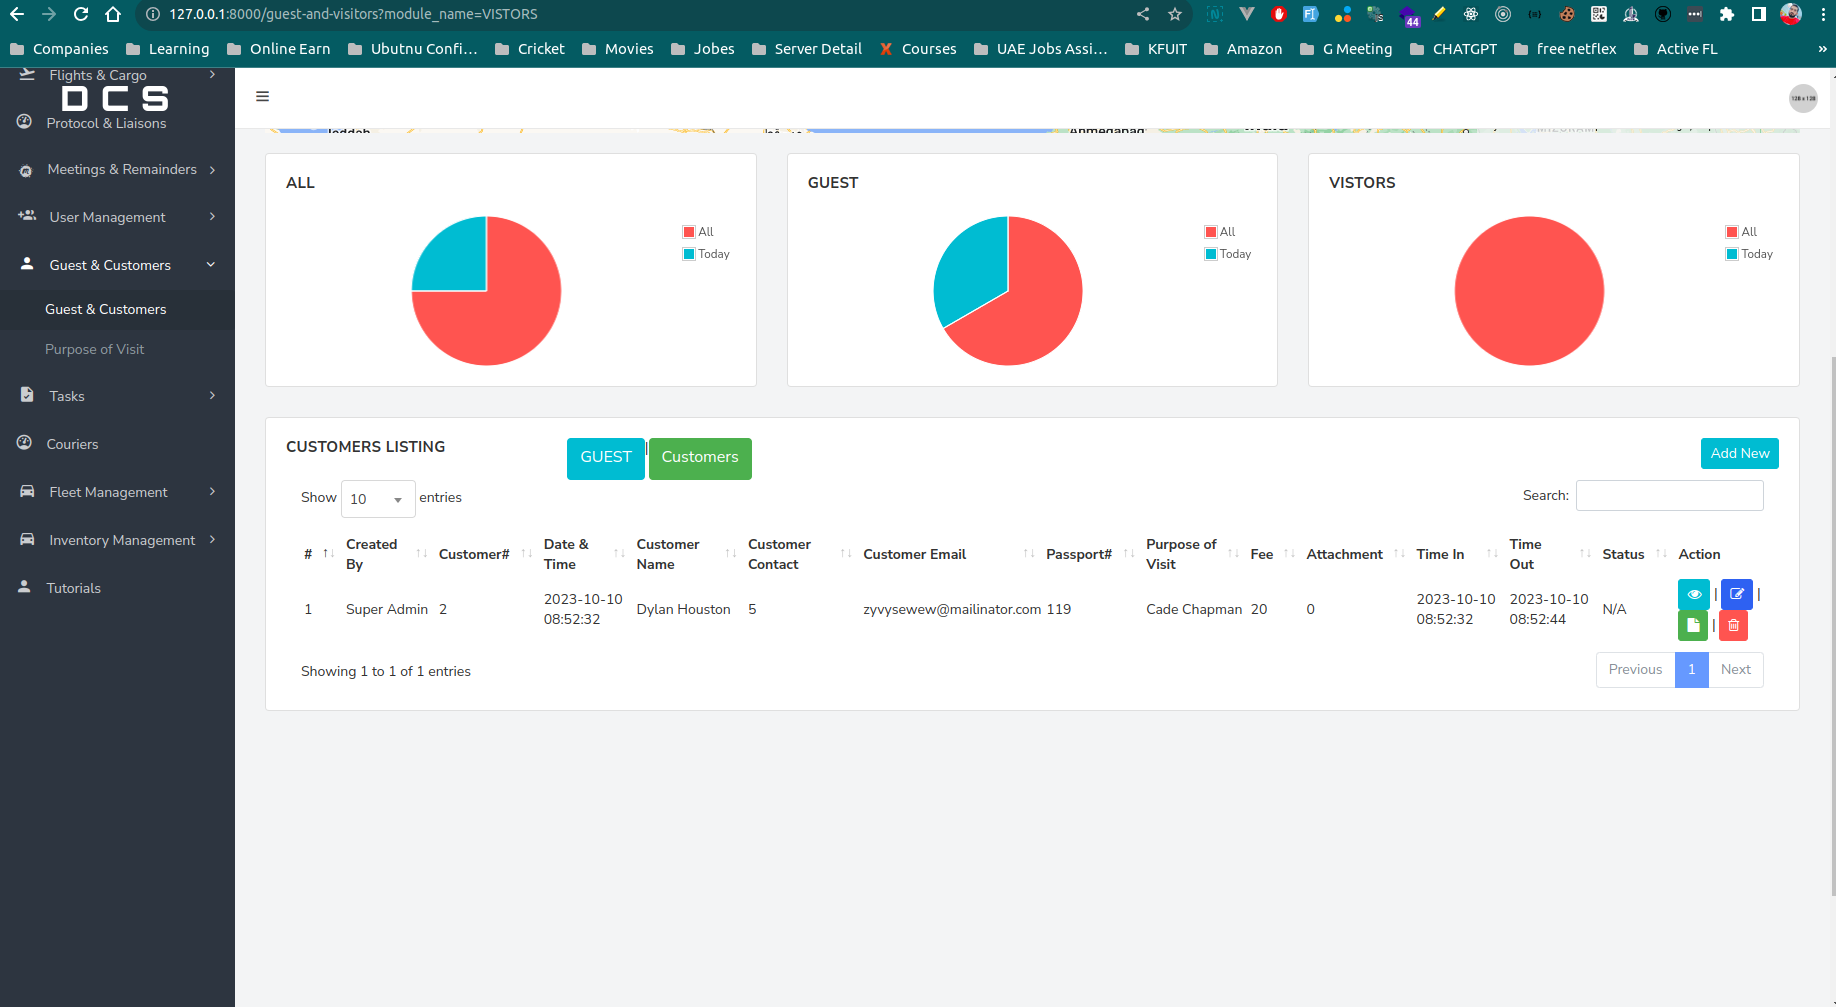 127.0.0.1:8000/guest-and-visitors?module_name=VISTORS
44
Companies Learning Online Earn Ubutnu Confi... Cricket Movies Jobes Server Detail Courses UAE Jobs Assi... KFUIT Amazon G Meeting CHATGPT free netflex Active FL »
Flights & Cargo
DCS
Protocol & Liaisons
Meetings & Remainders
User Management
Guest & Customers
Guest & Customers
Purpose of Visit
Tasks
Couriers
Fleet Management
Inventory Management
Tutorials
128 x 128
ALL
All
Today
GUEST
All
Today
VISTORS
All
Today
CUSTOMERS LISTING
GUEST | Customers
Add New
Show 10 entries
Search:
# Created By Customer# Date & Time Customer Name Customer Contact Customer Email Passport# Purpose of Visit Fee Attachment Time In Time Out Status Action
1 Super Admin 2 2023-10-10 08:52:32 Dylan Houston 5 zyvysewew@mailinator.com 119 Cade Chapman 20 0 2023-10-10 08:52:32 2023-10-10 08:52:44 N/A | | |
Showing 1 to 1 of 1 entries
Previous 1 Next